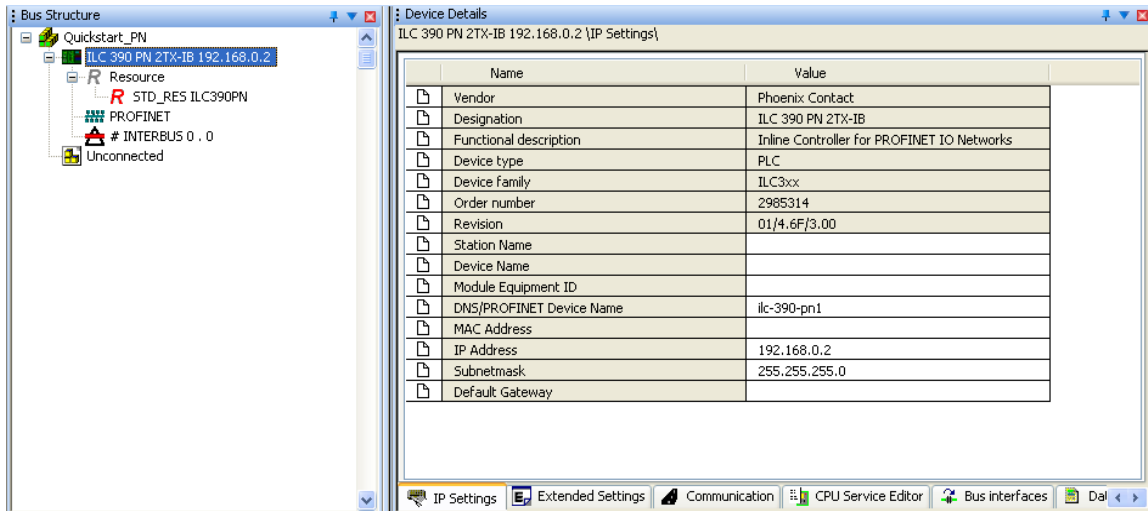 Bus Structure
Quickstart_PN
ILC 390 PN 2TX-IB 192.168.0.2
Resource
STD_RES ILC390PN
PROFINET
# INTERBUS 0 . 0
Unconnected
Device Details
ILC 390 PN 2TX-IB 192.168.0.2 \IP Settings\
Name Value
Vendor Phoenix Contact
Designation ILC 390 PN 2TX-IB
Functional description Inline Controller for PROFINET IO Networks
Device type PLC
Device family ILC3xx
Order number 2985314
Revision 01/4.6F/3.00
Station Name
Device Name
Module Equipment ID
DNS/PROFINET Device Name ilc-390-pn1
MAC Address
IP Address 192.168.0.2
Subnetmask 255.255.255.0
Default Gateway
IP Settings Extended Settings Communication CPU Service Editor Bus interfaces